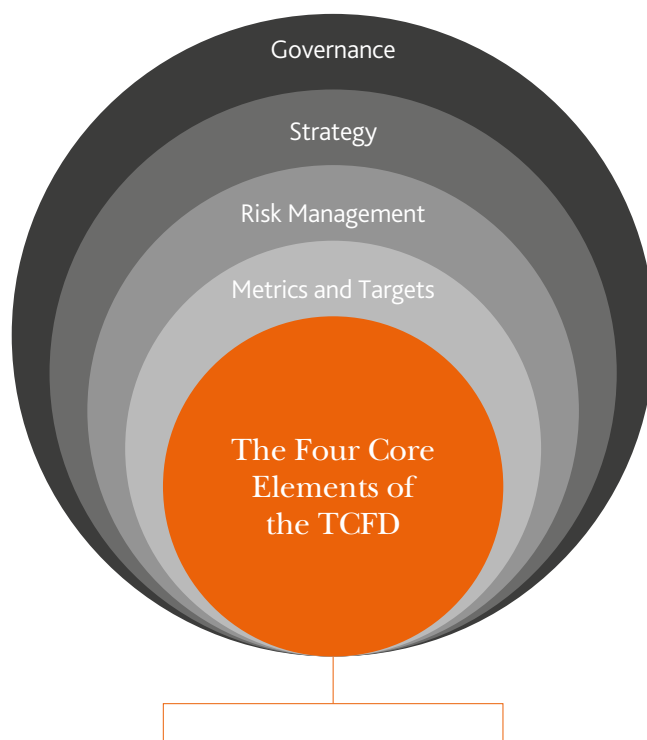 Governance
Strategy
Risk Management
Metrics and Targets
The Four Core
Elements of
the TCFD